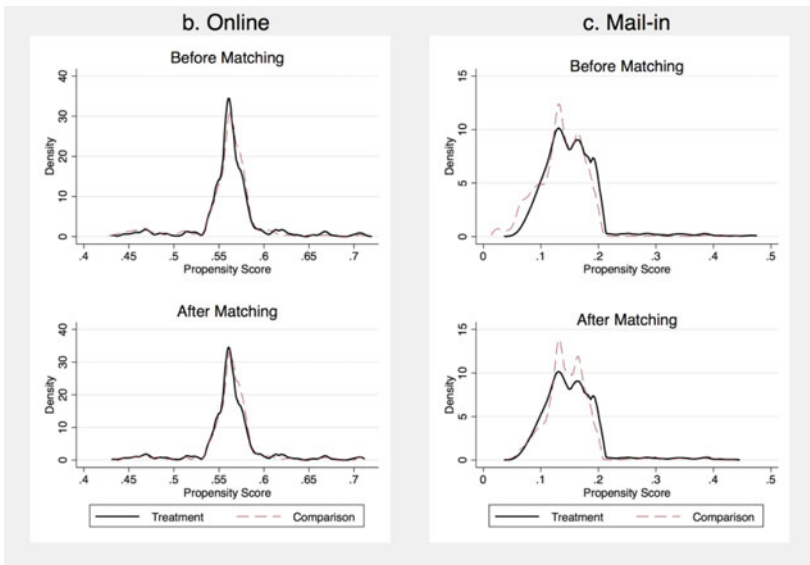 b. Online
Before Matching
40
30
20
10
0
Density
.4 .45 .5 .55 .6 .65 .7
Propensity Score
After Matching
40
30
20
10
0
Density
.4 .45 .5 .55 .6 .65 .7
Propensity Score
Treatment Comparison
c. Mail-in
Before Matching
15
10
5
0
Density
0 .1 .2 .3 .4 .5
Propensity Score
After Matching
15
10
5
0
Density
0 .1 .2 .3 .4 .5
Propensity Score
Treatment Comparison